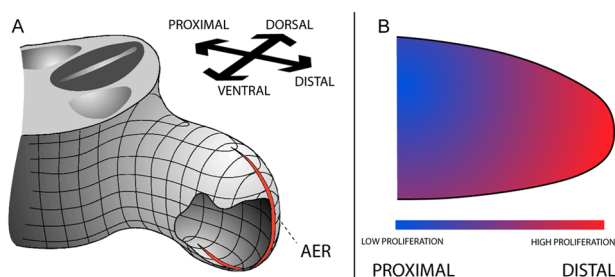 A
PROXIMAL
DORSAL
VENTRAL
DISTAL
AER
B
LOW PROLIFERATION
HIGH PROLIFERATION
PROXIMAL
DISTAL